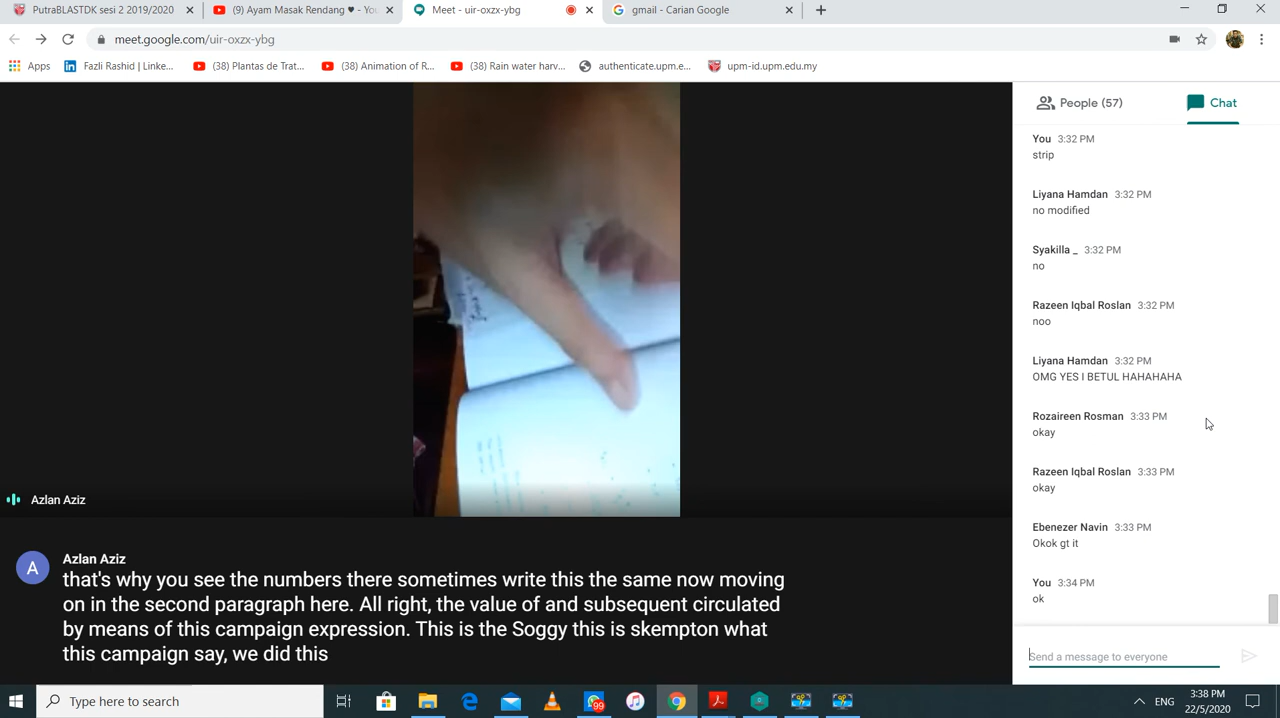 PutraBLASTDK sesi 2 2019/2020
(9) Ayam Masak Rendang ♥ - You
Meet - uir-oxzx-ybg
gmail - Carian Google
meet.google.com/uir-oxzx-ybg
Apps
Fazli Rashid | Linke...
(38) Plantas de Trat...
(38) Animation of R...
(38) Rain water harv...
authenticate.upm.e...
upm-id.upm.edu.my
People (57)
Chat
You 3:32 PM
strip
Liyana Hamdan 3:32 PM
no modified
Syakilla _ 3:32 PM
no
Razeen Iqbal Roslan 3:32 PM
noo
Liyana Hamdan 3:32 PM
OMG YES I BETUL HAHAHAHA
Rozaireen Rosman 3:33 PM
okay
Razeen Iqbal Roslan 3:33 PM
okay
Ebenezer Navin 3:33 PM
Okok gt it
You 3:34 PM
ok
Send a message to everyone
Azlan Aziz
A
Azlan Aziz
that's why you see the numbers there sometimes write this the same now moving
on in the second paragraph here. All right, the value of and subsequent circulated
by means of this campaign expression. This is the Soggy this is skempton what
this campaign say, we did this
Type here to search
99
ENG
3:38 PM
22/5/2020